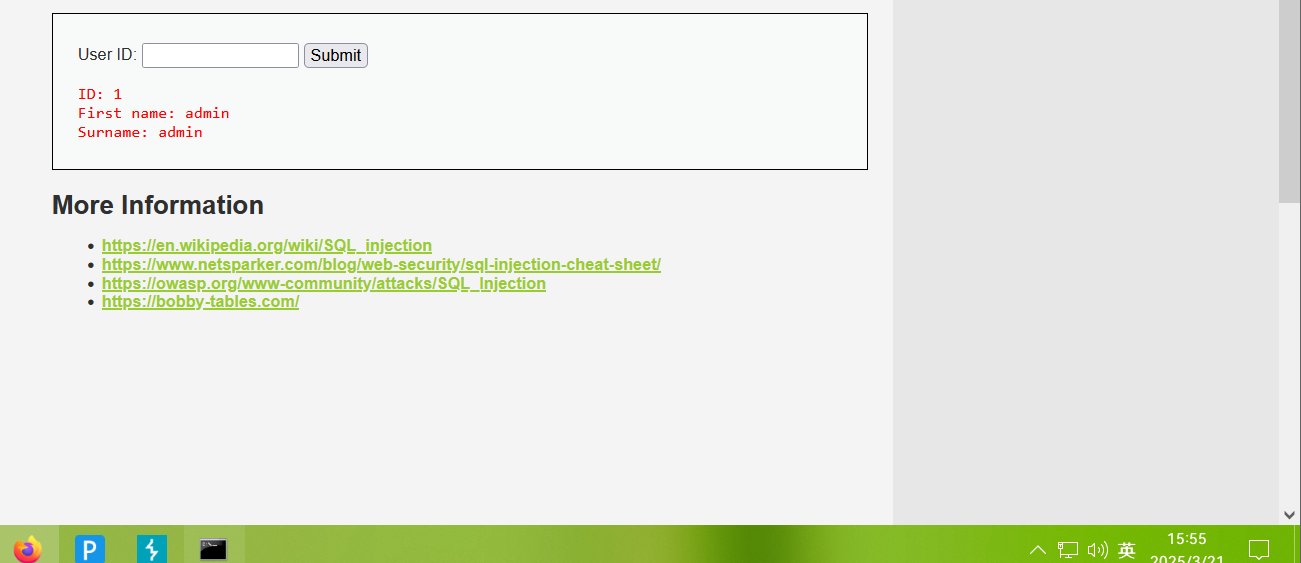 User ID: Submit
ID: 1
First name: admin
Surname: admin
More Information
https://en.wikipedia.org/wiki/SQL_injection
https://www.netsparker.com/blog/web-security/sql-injection-cheat-sheet/
https://owasp.org/www-community/attacks/SQL_Injection
https://bobby-tables.com/
P
英
15:55
2025/3/21